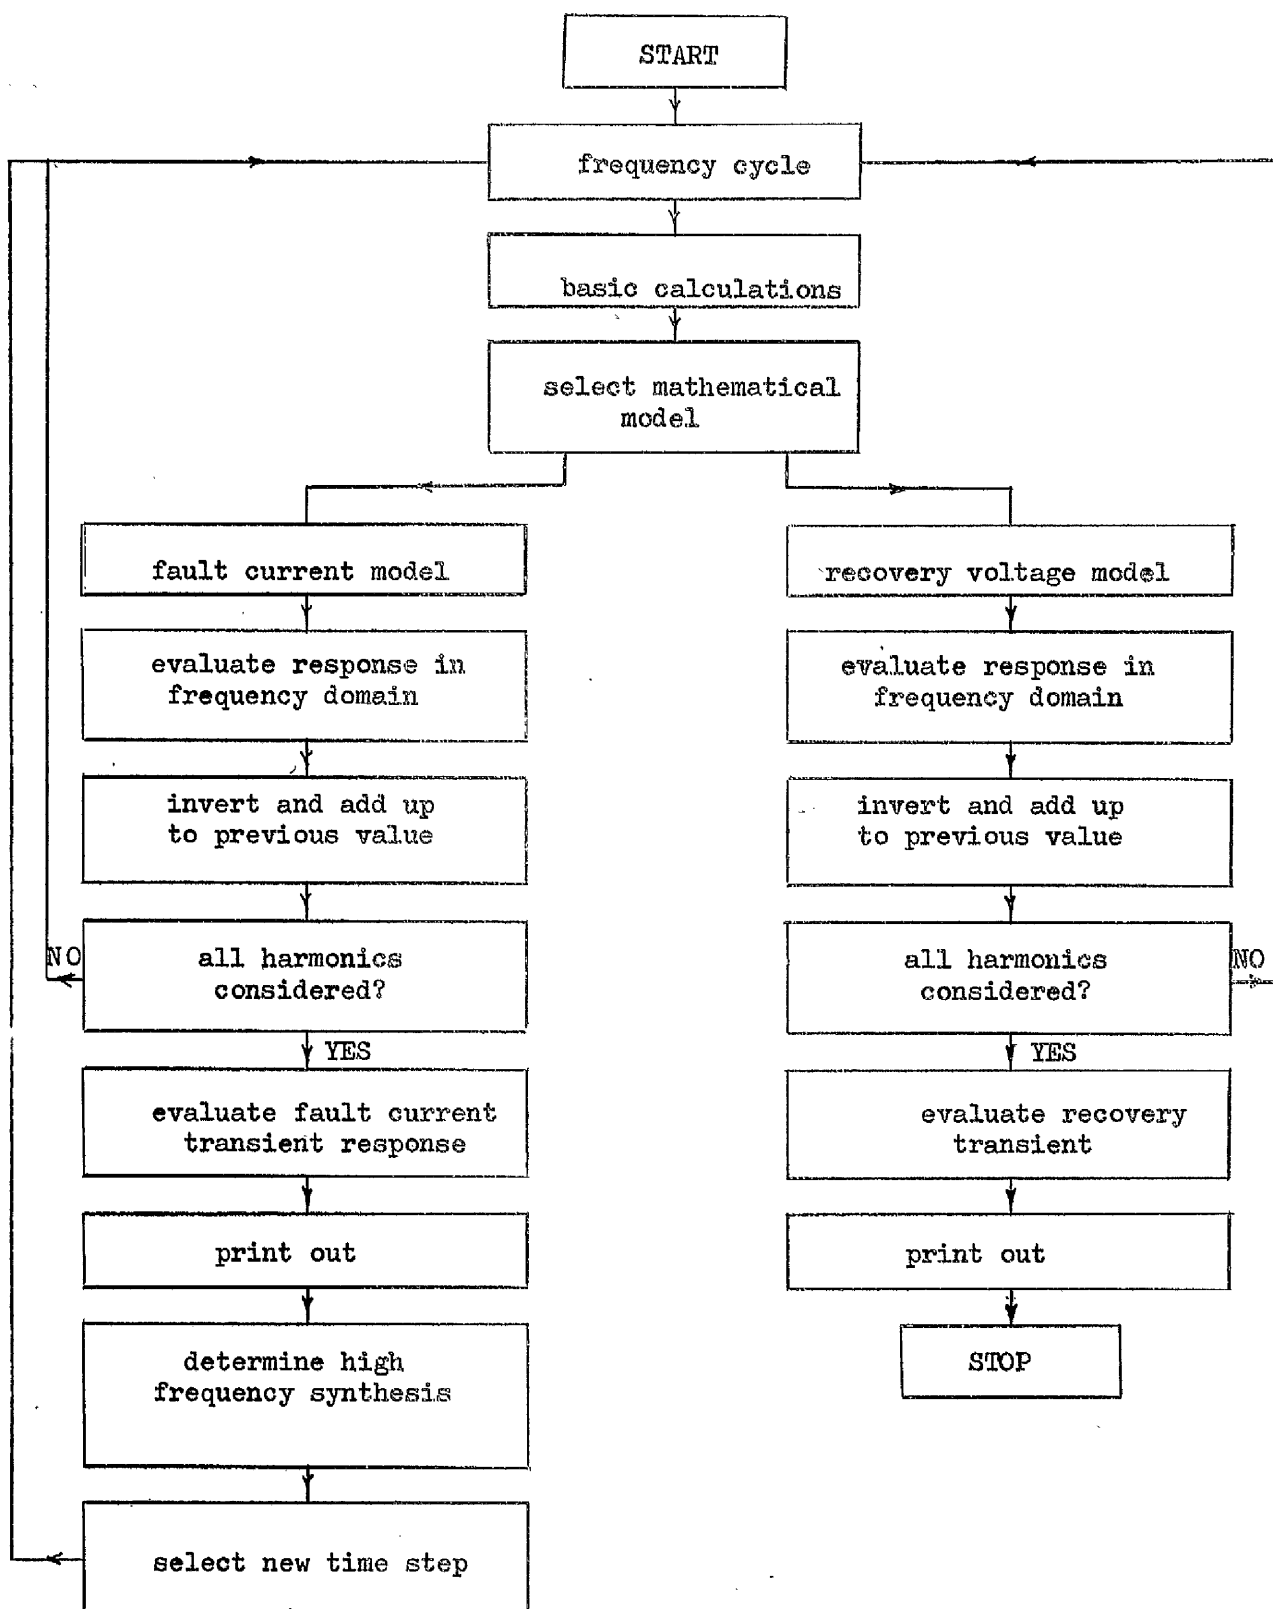 START
frequency cycle
basic calculations
select mathematical
model
fault current model
evaluate response in
frequency domain
invert and add up
to previous value
NO
all harmonics
considered?
YES
evaluate fault current
transient response
print out
determine high
frequency synthesis
select new time step
recovery voltage model
evaluate response in
frequency domain
invert and add up
to previous value
all harmonics
considered?
NO
YES
evaluate recovery
transient
print out
STOP